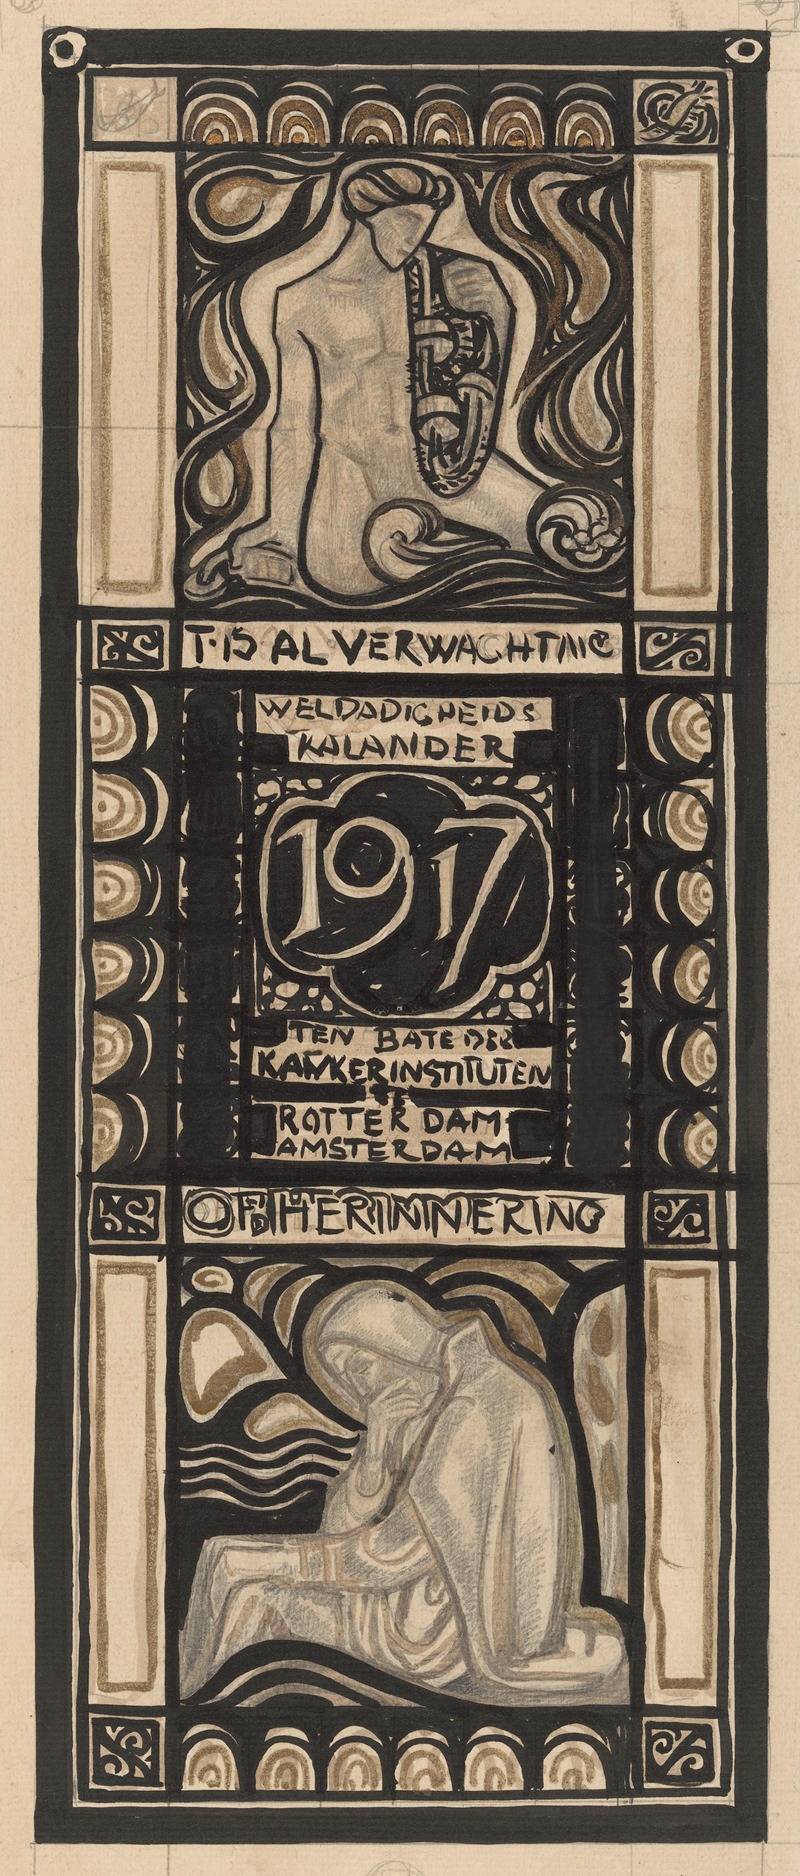 T·IS AL VERWACHTING
WELDADIGHEIDS
KALANDER
1917
TEN BATE DER
KANKERINSTITUTEN
TE
ROTTERDAM
AMSTERDAM
OF HERINNERING